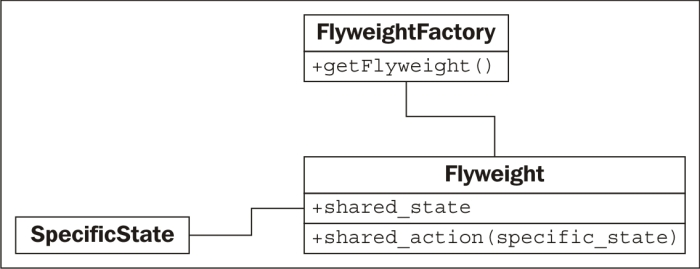 FlyweightFactory
+getFlyweight()
Flyweight
+shared_state
+shared_action(specific_state)
SpecificState